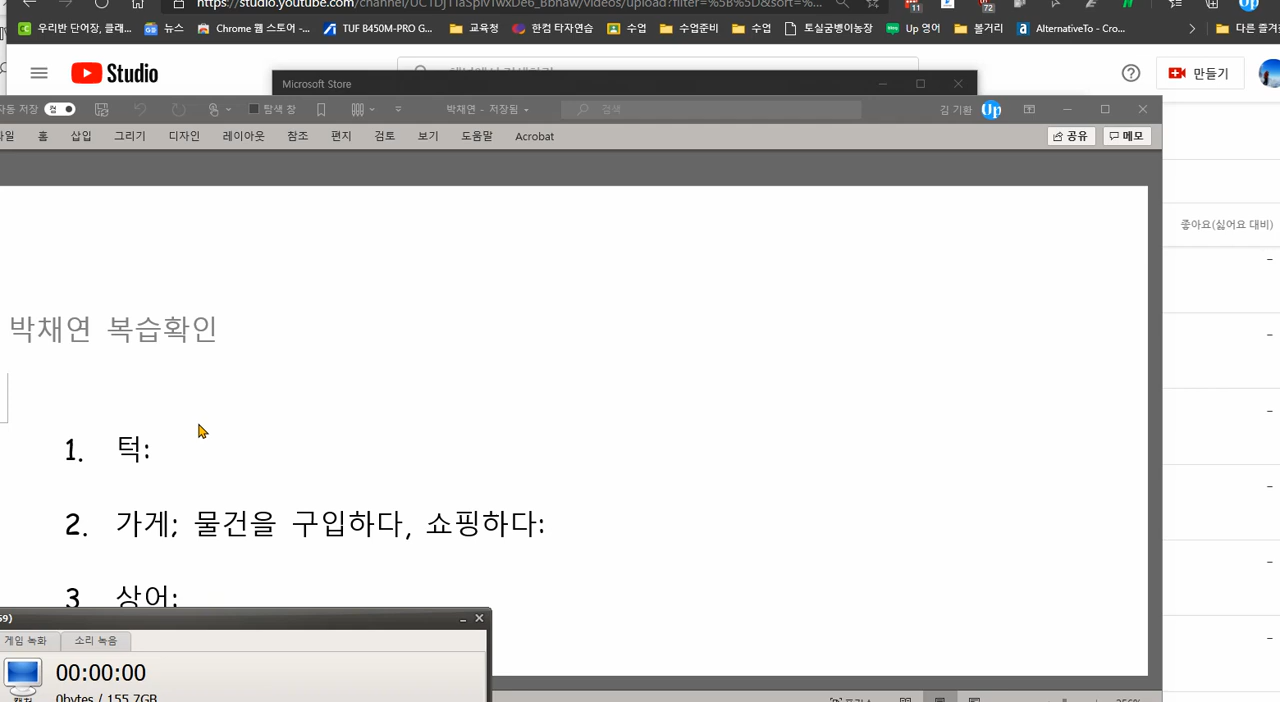 우리반 단어장, 클래... 뉴스 Chrome 웹 스토어 -... TUF B450M-PRO G... 교육청 한컴 타자연습 수업 수업준비 수업 토실굼벵이농장 Up 영어 볼거리 AlternativeTo - Cro...
Studio
만들기
Microsoft Store
자동 저장 탐색 창 박채연 - 저장됨 검색 김 기환 Up
홈 삽입 그리기 디자인 레이아웃 참조 편지 검토 보기 도움말 Acrobat 공유 메모
좋아요(싫어요 대비)
박채연 복습확인
1. 턱:
2. 가게; 물건을 구입하다, 쇼핑하다:
3 상어:
게임 녹화 소리 녹음
00:00:00
0bytes / 155.7GB